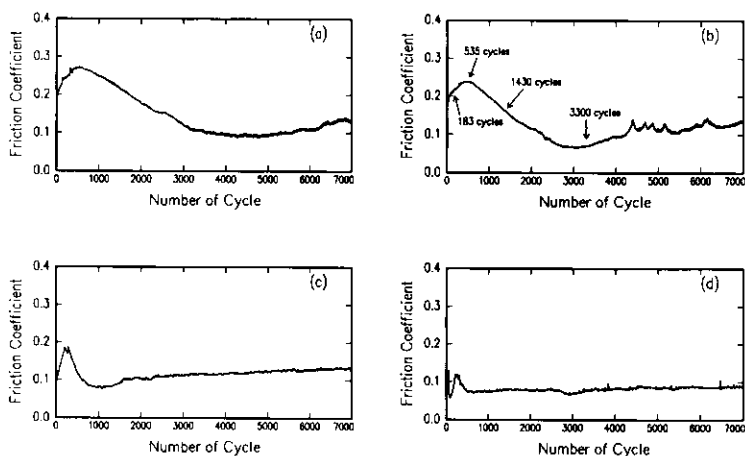 (a)
Friction Coefficient
0.4
0.3
0.2
0.1
0.0
0 1000 2000 3000 4000 5000 6000 7000
Number of Cycle
(b)
Friction Coefficient
0.4
0.3
0.2
0.1
0.0
535 cycles
1430 cycles
183 cycles
3300 cycles
0 1000 2000 3000 4000 5000 6000 7000
Number of Cycle
(c)
Friction Coefficient
0.4
0.3
0.2
0.1
0.0
0 1000 2000 3000 4000 5000 6000 7000
Number of Cycle
(d)
Friction Coefficient
0.4
0.3
0.2
0.1
0.0
0 1000 2000 3000 4000 5000 6000 7000
Number of Cycle